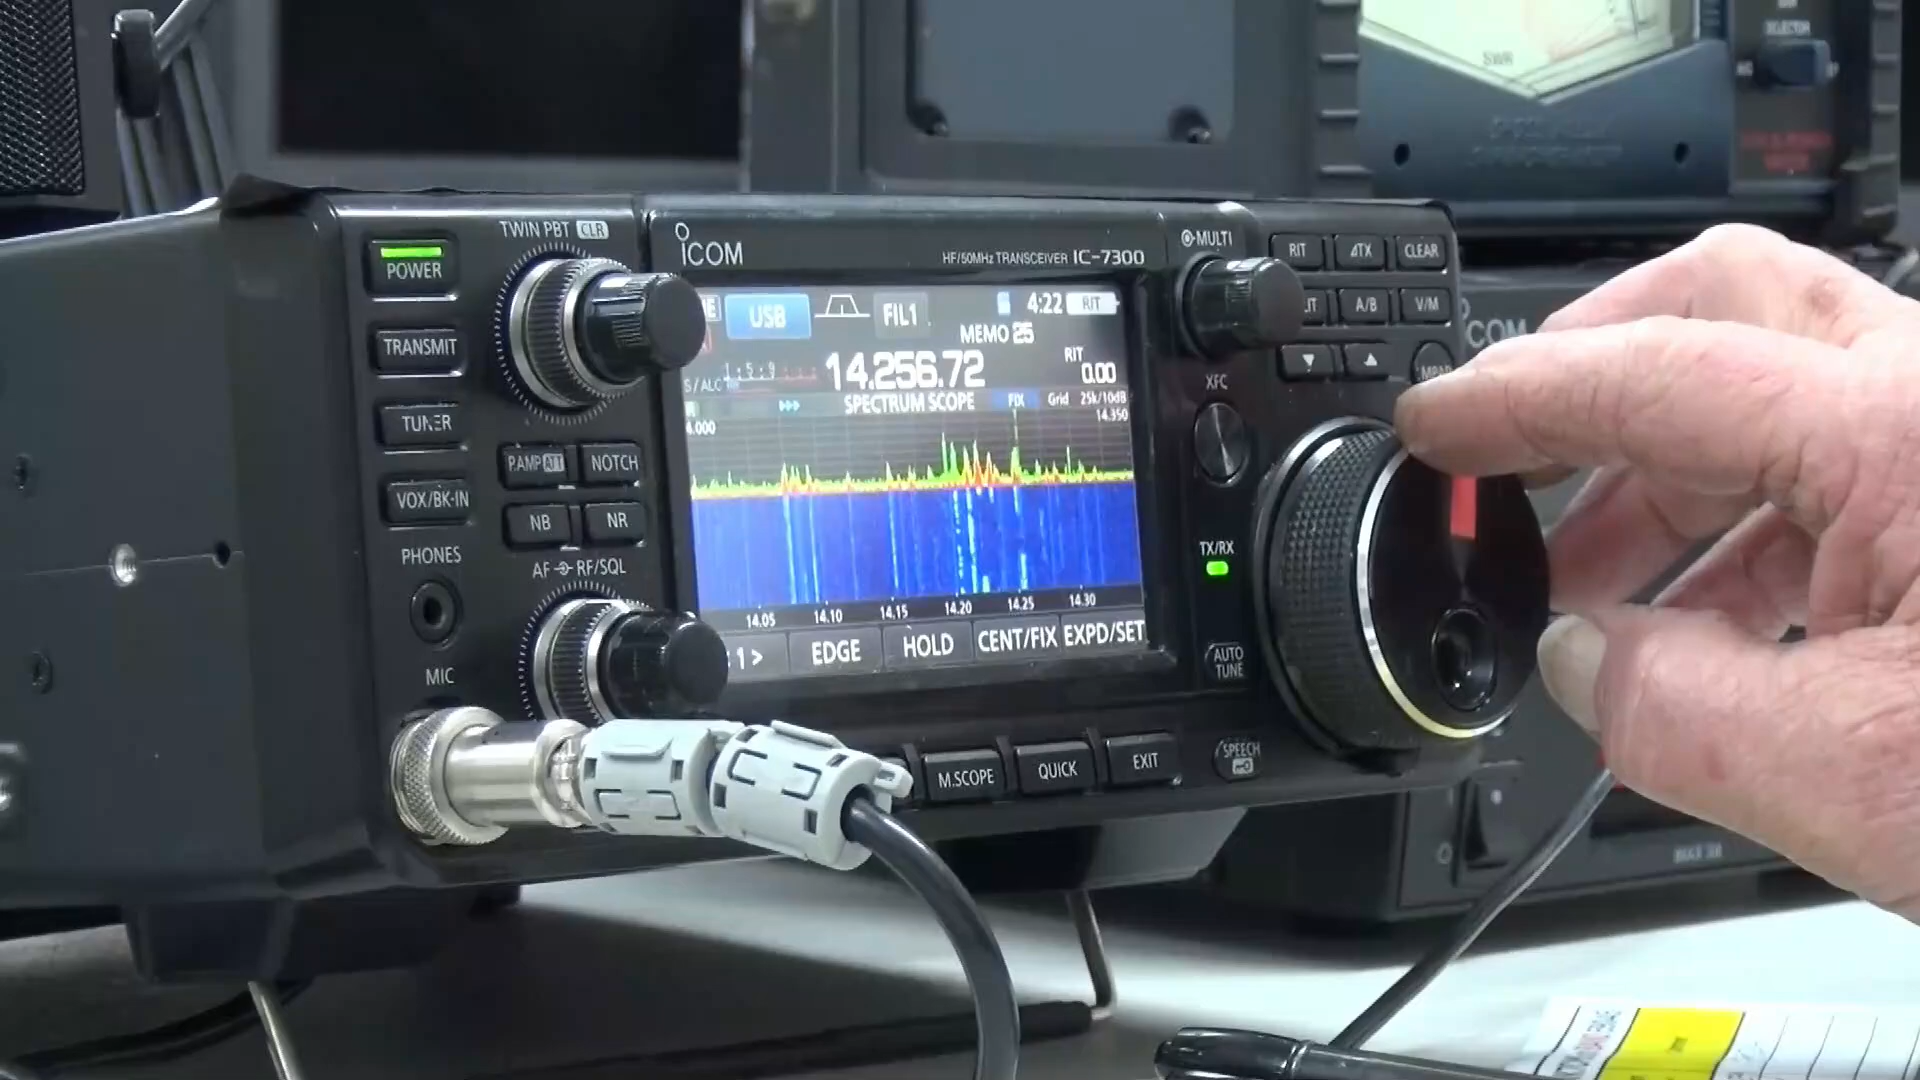 SWR
SELECTOR
TWIN PBT CLR
ICOM
HF/50MHz TRANSCEIVER IC-7300
MULTI
RIT
ΔTX
CLEAR
POWER
USB
FIL1
4:22
RIT
A/B
V/M
ICOM
MEMO 25
TRANSMIT
S/ALC
14.256.72
RIT
0.00
XFC
SPECTRUM SCOPE
FIX
Grid
25k/10dB
14.350
TUNER
P.AMP ATT
NOTCH
VOX/BK-IN
NB
NR
TX/RX
PHONES
AF
RF/SQL
14.05
14.10
14.15
14.20
14.25
14.30
1 >
EDGE
HOLD
CENT/FIX
EXPD/SET
AUTO
TUNE
MIC
M.SCOPE
QUICK
EXIT
SPEECH